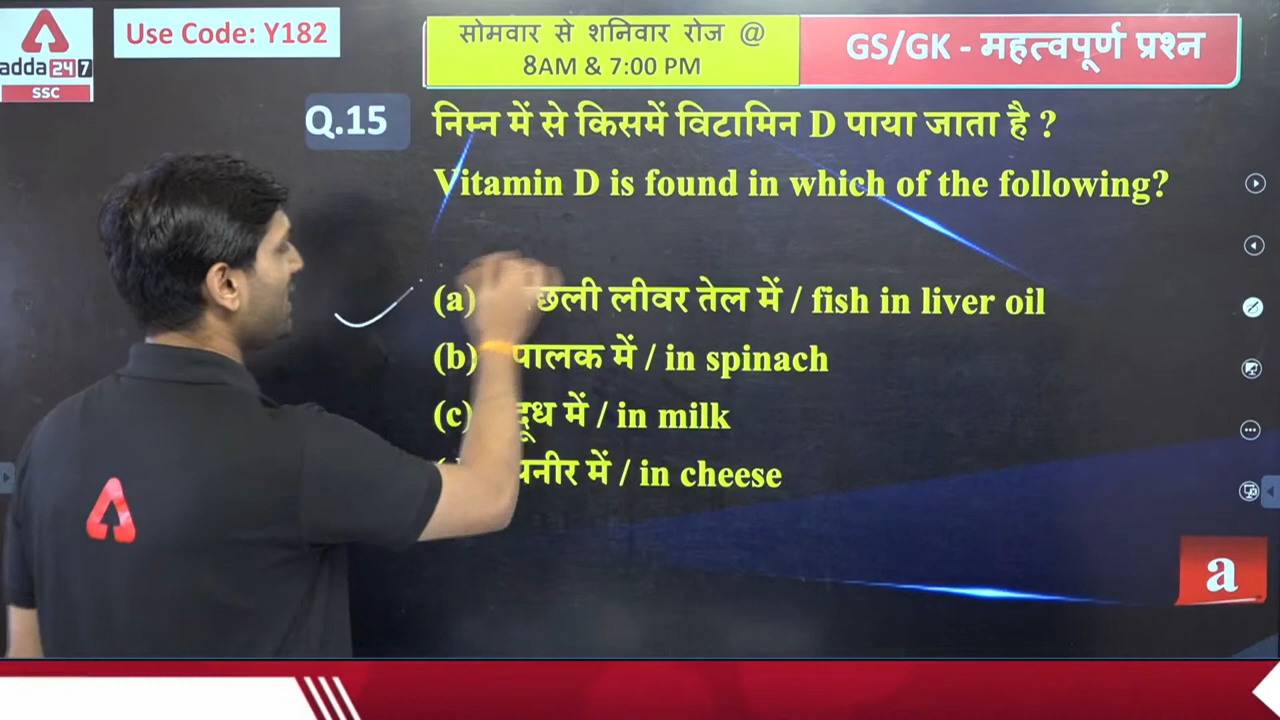 adda 247
SSC
Use Code: Y182
सोमवार से शनिवार रोज @
8AM & 7:00 PM
GS/GK - महत्वपूर्ण प्रश्न
Q.15
निम्न में से किसमें विटामिन D पाया जाता है ?
Vitamin D is found in which of the following?
(a) लीवर तेल में / fish in liver oil
(b) पालक में / in spinach
(c) दूध में / in milk
में / in cheese
a